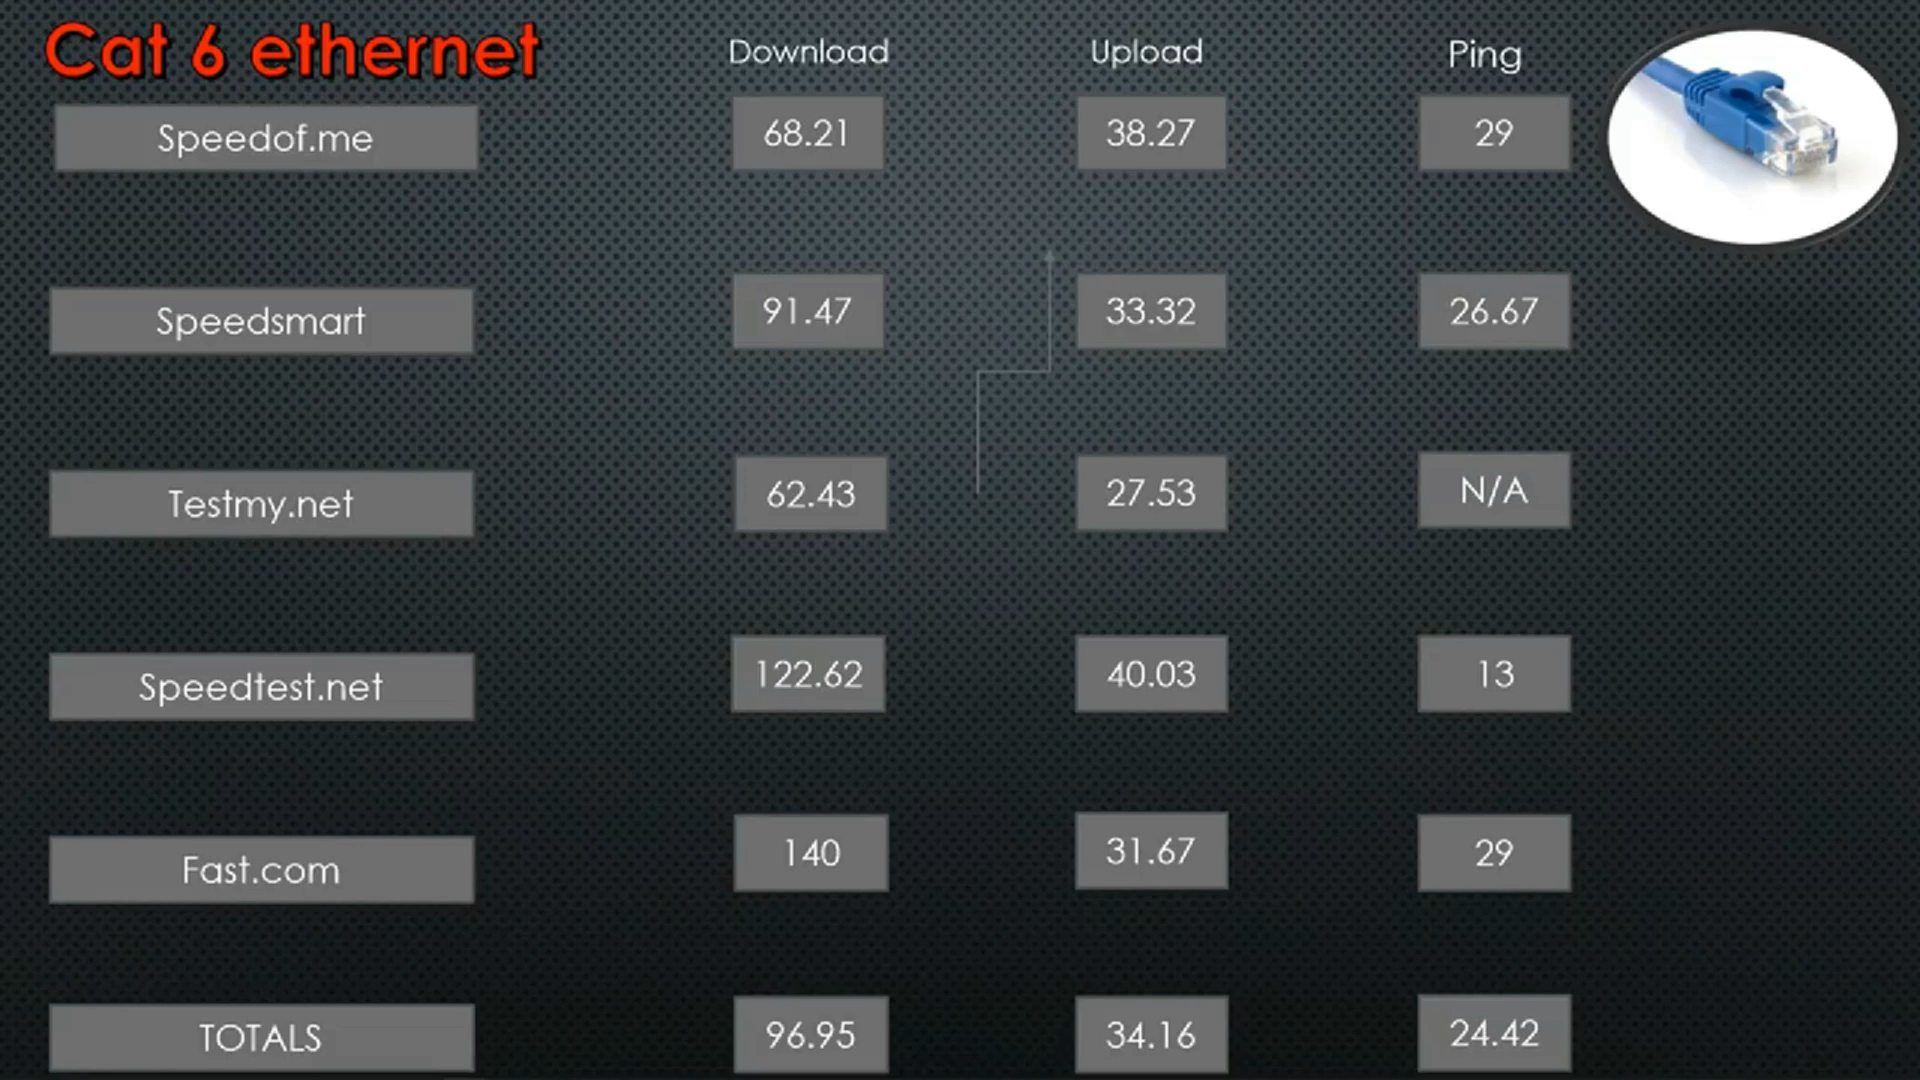 Cat 6 ethernet
Download Upload Ping
Speedof.me 68.21 38.27 29
Speedsmart 91.47 33.32 26.67
Testmy.net 62.43 27.53 N/A
Speedtest.net 122.62 40.03 13
Fast.com 140 31.67 29
TOTALS 96.95 34.16 24.42